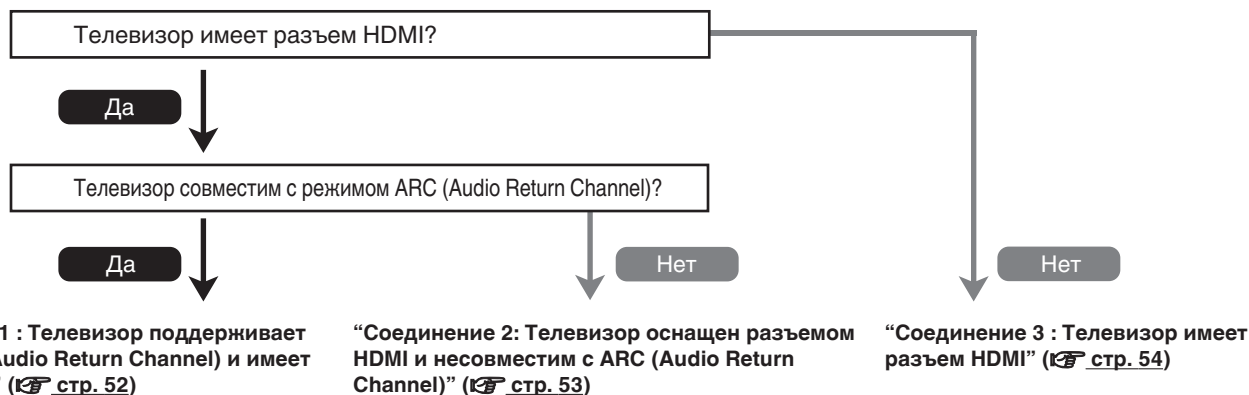 Телевизор имеет разъем HDMI?
Да
Телевизор совместим с режимом ARC (Audio Return Channel)?
Да
Нет
Нет
1 : Телевизор поддерживает
Audio Return Channel) и имеет
” (стр. 52)
“Соединение 2: Телевизор оснащен разъемом
HDMI и несовместим с ARC (Audio Return
Channel)” (стр. 53)
“Соединение 3 : Телевизор имеет
разъем HDMI” (стр. 54)